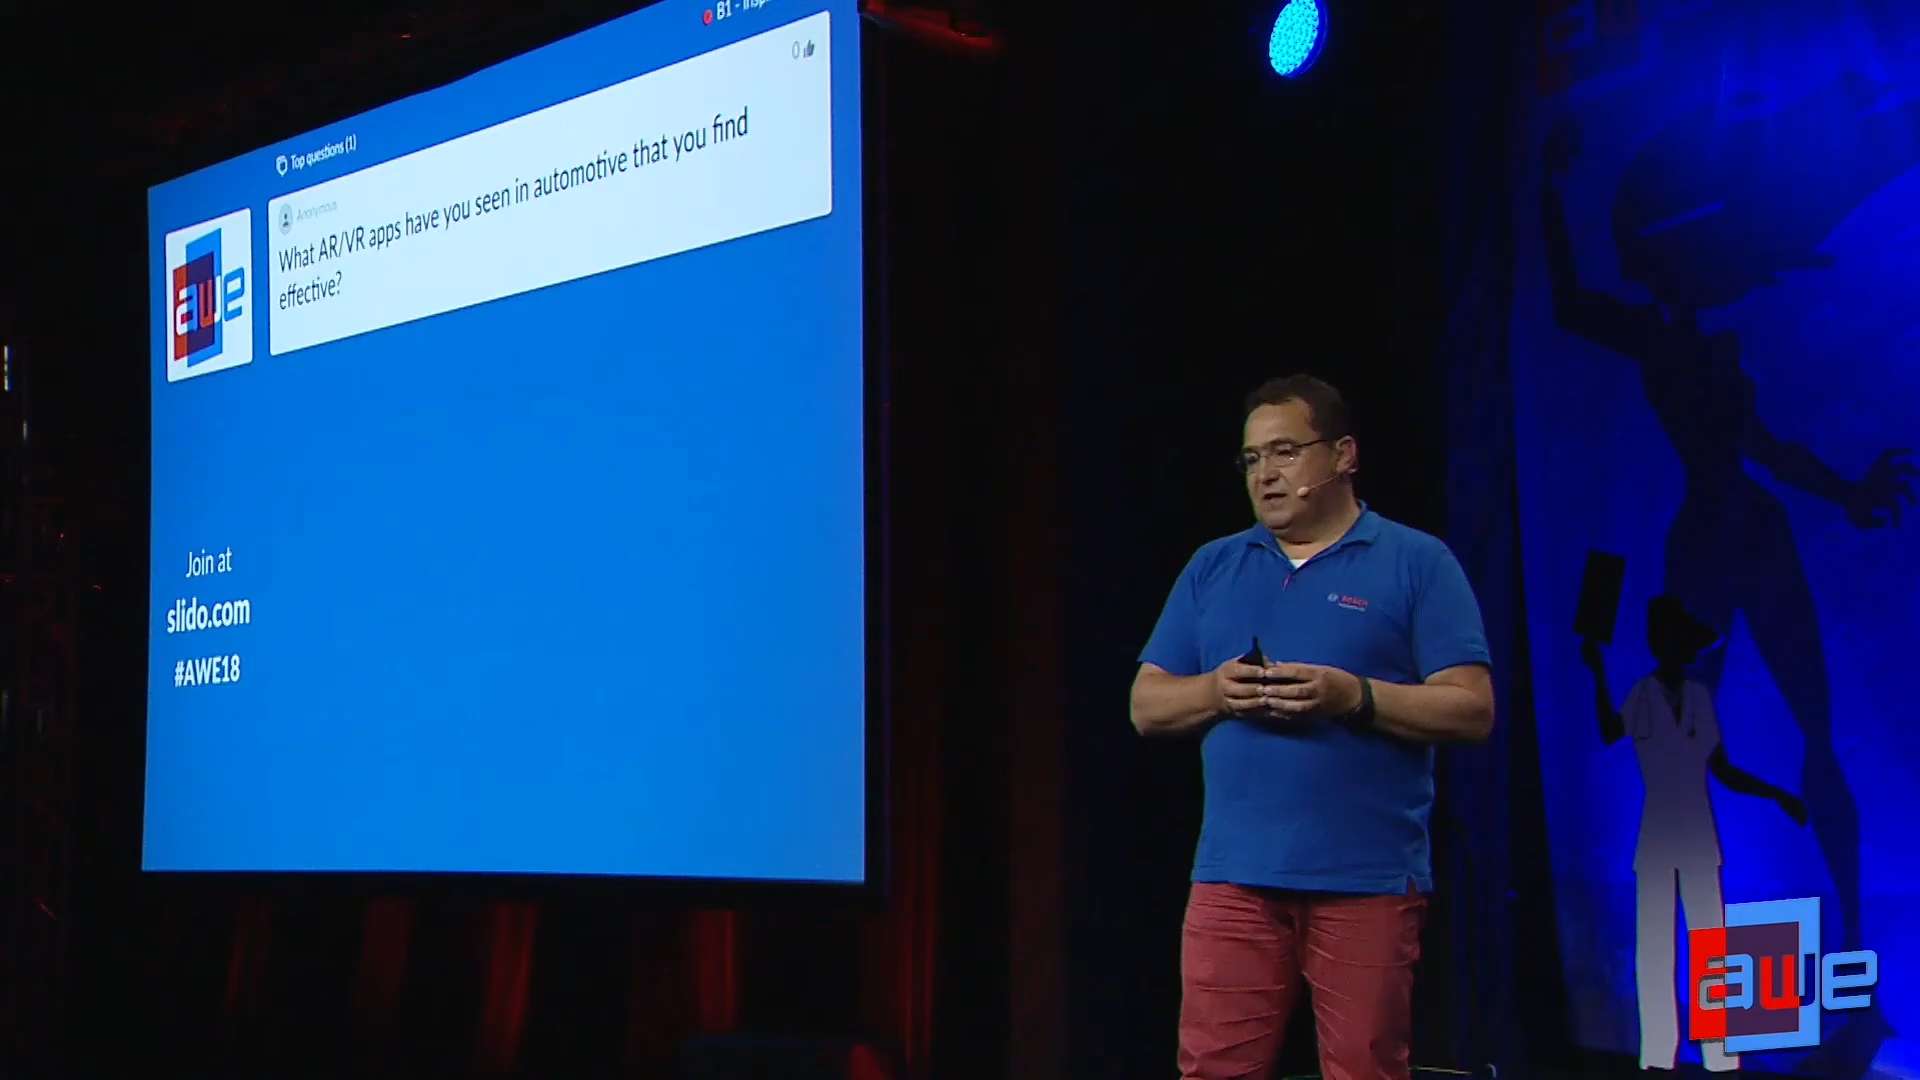 B1 -
0
Top questions (1)
Anonymous
What AR/VR apps have you seen in automotive that you find
effective?
awe
Join at
slido.com
#AWE18
BOSCH
awe